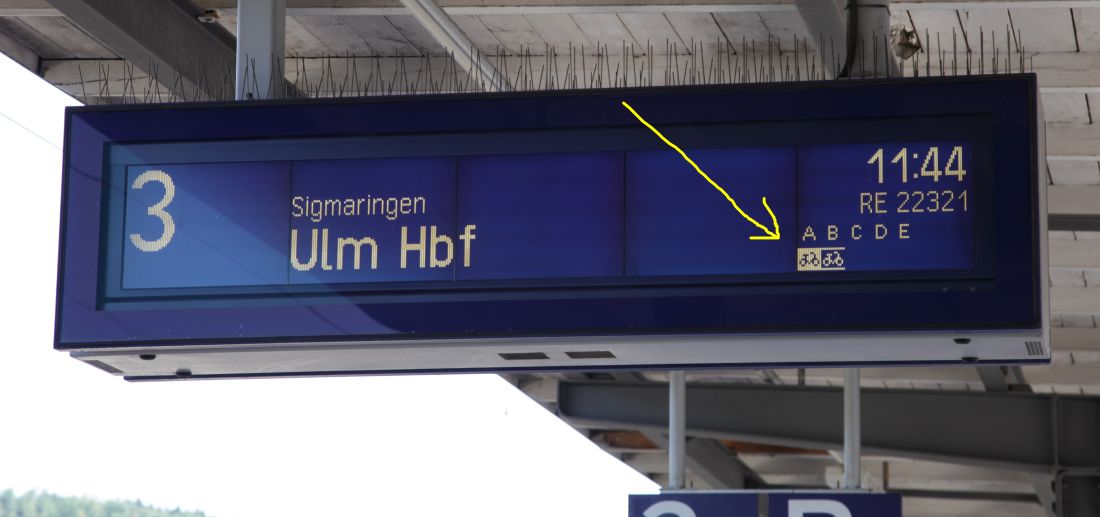 3
Sigmaringen
Ulm Hbf
11:44
RE 22321
A B C D E